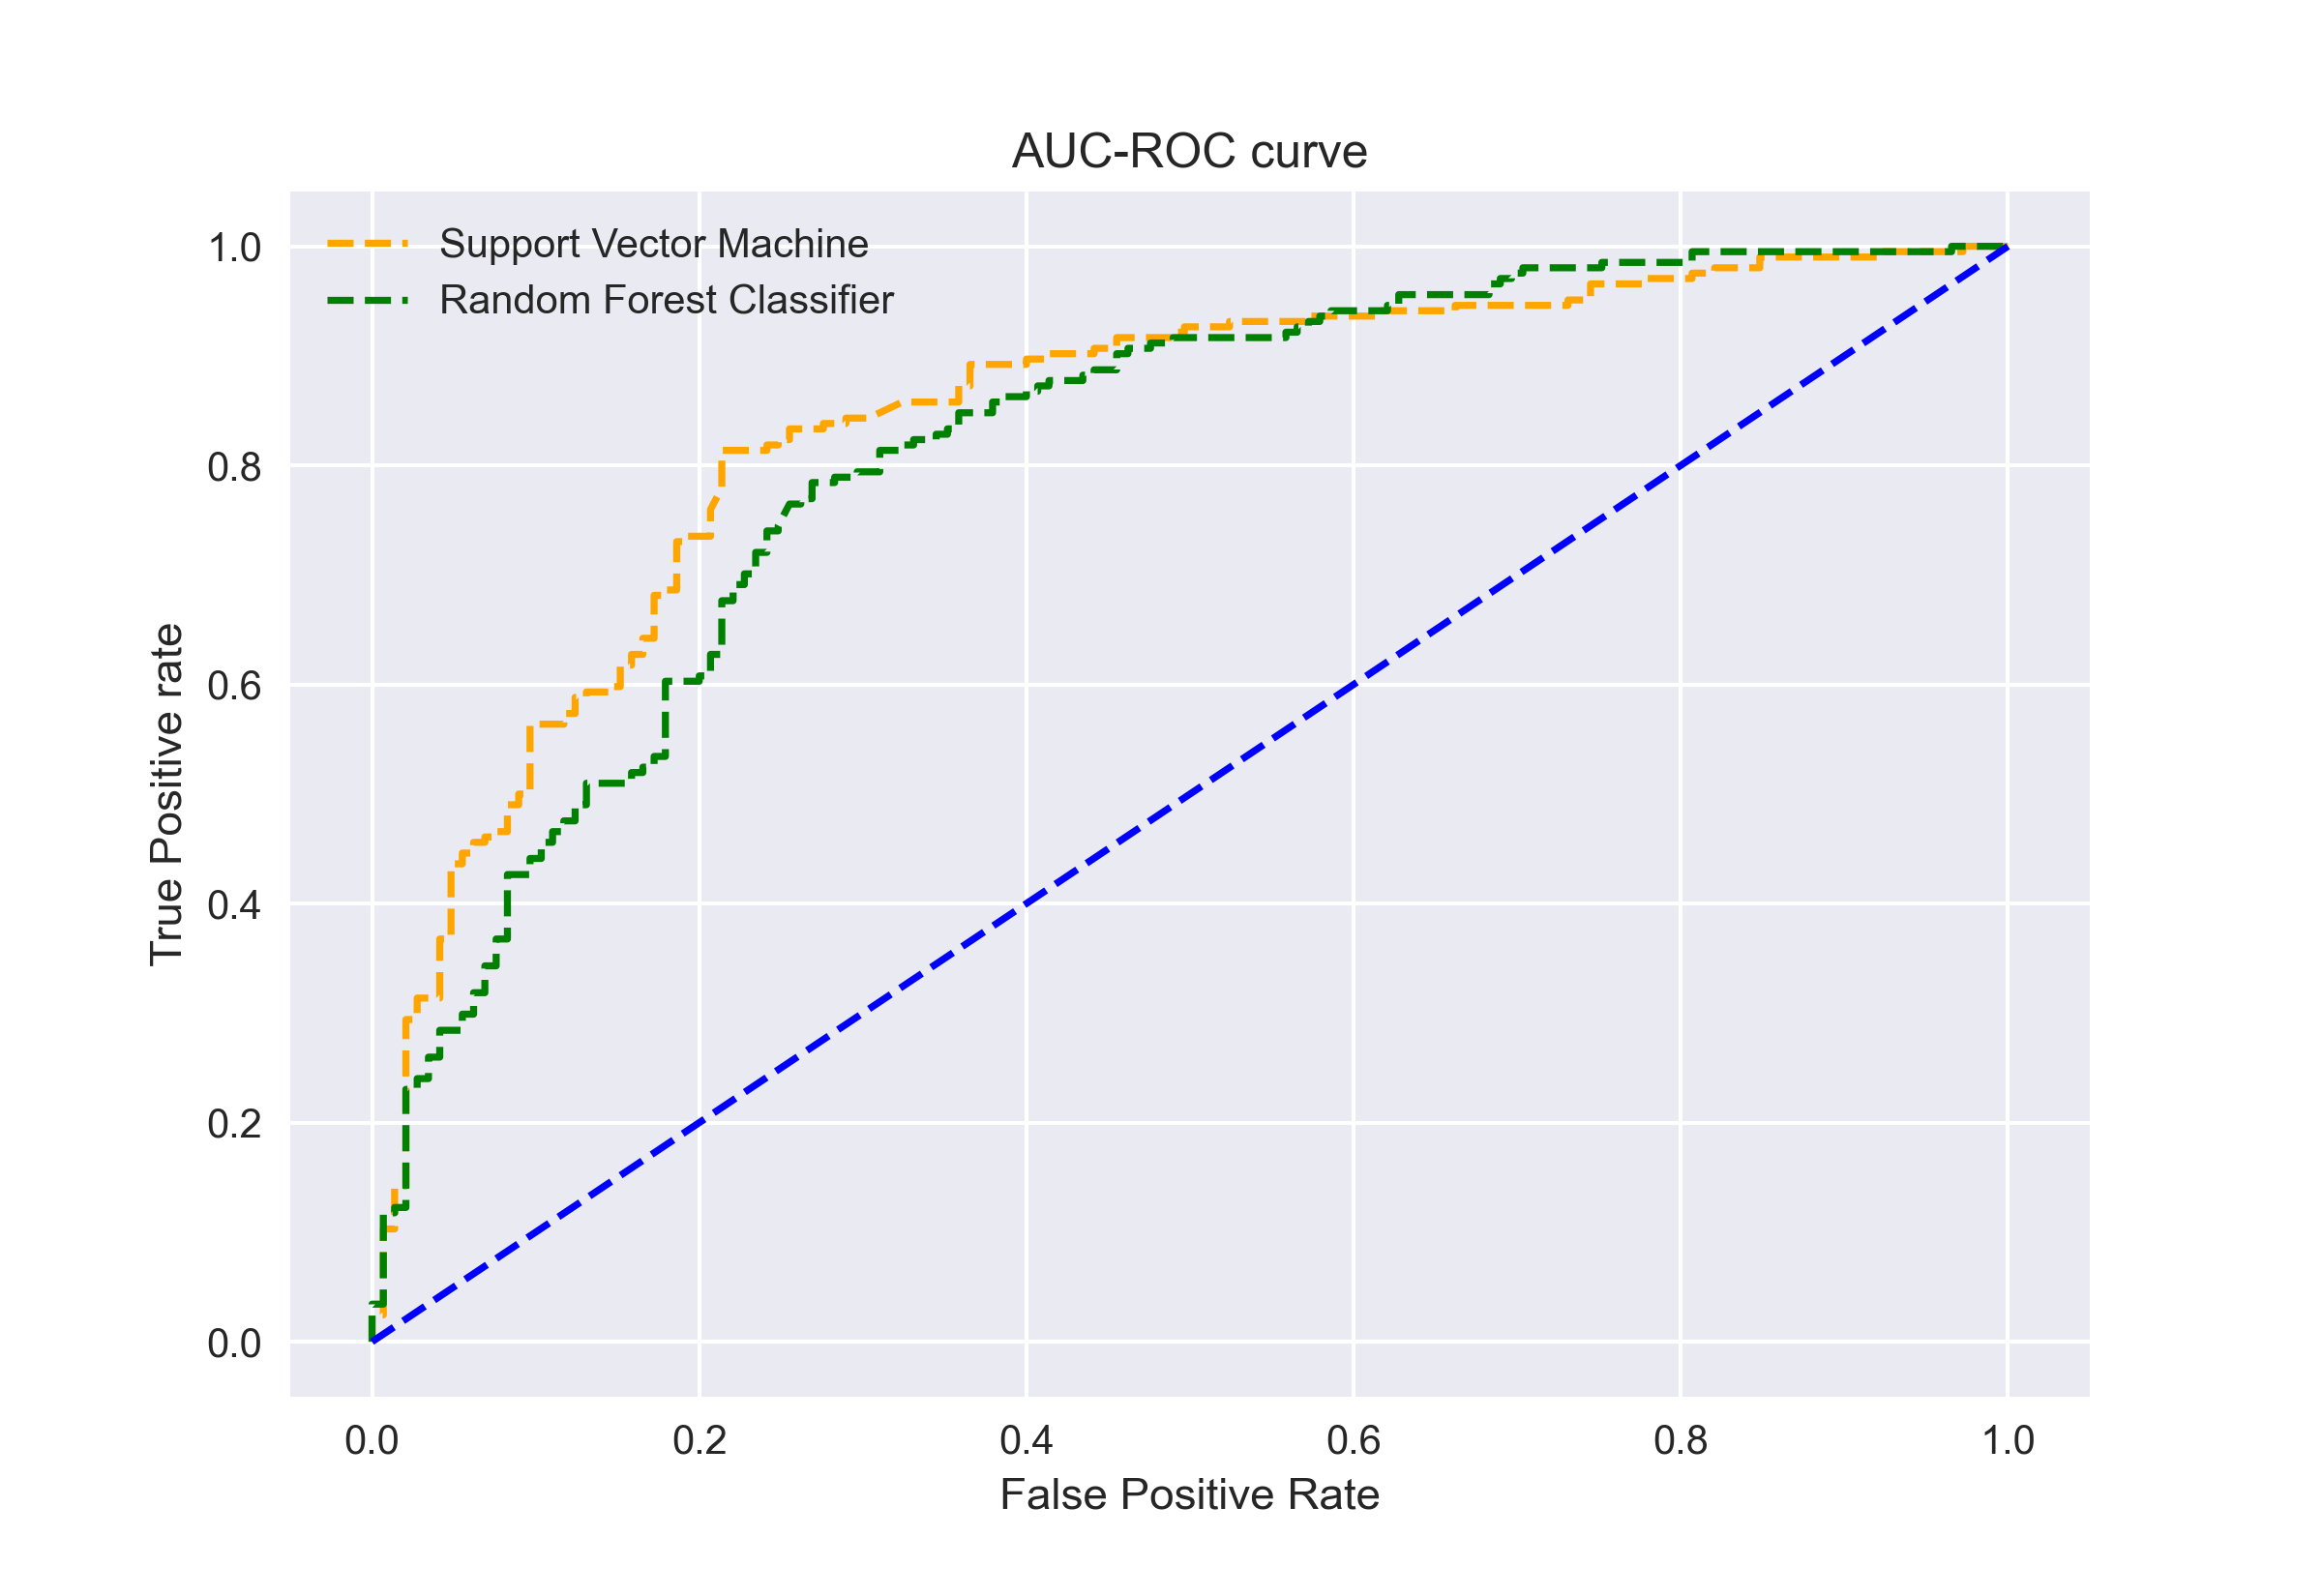 AUC-ROC curve
Support Vector Machine
Random Forest Classifier
1.0
0.8
0.6
0.4
0.2
0.0
True Positive rate
0.0 0.2 0.4 0.6 0.8 1.0
False Positive Rate